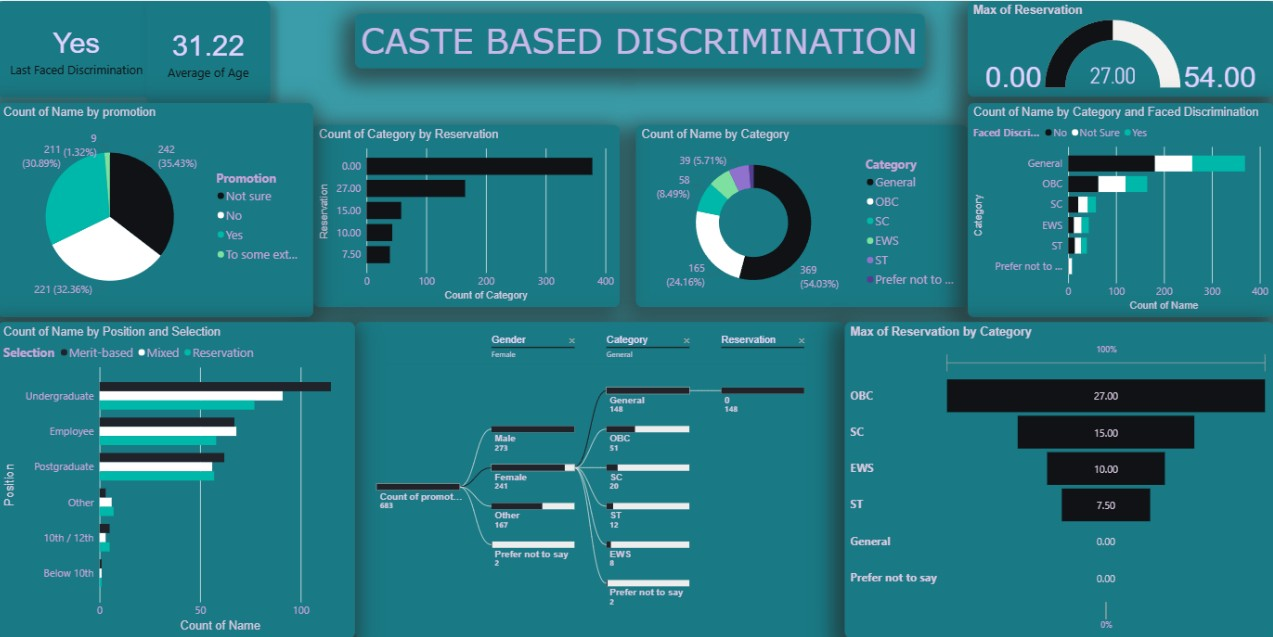 Yes
Last Faced Discrimination
31.22
Average of Age
CASTE BASED DISCRIMINATION
Max of Reservation
0.00
27.00
54.00
Count of Name by promotion
9
(1.32%)
211
(30.89%)
242
(35.43%)
221 (32.36%)
Promotion
Not sure
No
Yes
To some ext...
Count of Category by Reservation
Reservation
0.00
27.00
15.00
10.00
7.50
0 100 200 300 400
Count of Category
Count of Name by Category
39 (5.71%)
58
(8.49%)
165
(24.16%)
369
(54.03%)
Category
General
OBC
SC
EWS
ST
Prefer not to ...
Count of Name by Category and Faced Discrimination
Faced Discri... No Not Sure Yes
Category
General
OBC
SC
EWS
ST
Prefer not to ...
0 100 200 300 400
Count of Name
Count of Name by Position and Selection
Selection Merit-based Mixed Reservation
Position
Undergraduate
Employee
Postgraduate
Other
10th / 12th
Below 10th
0 50 100
Count of Name
Gender ×
Female
Category ×
General
Reservation ×
Count of promot...
683
Male
273
Female
241
Other
167
Prefer not to say
2
General
148
OBC
51
SC
20
ST
12
EWS
8
Prefer not to say
2
0
148
Max of Reservation by Category
100%
OBC 27.00
SC 15.00
EWS 10.00
ST 7.50
General 0.00
Prefer not to say 0.00
0%